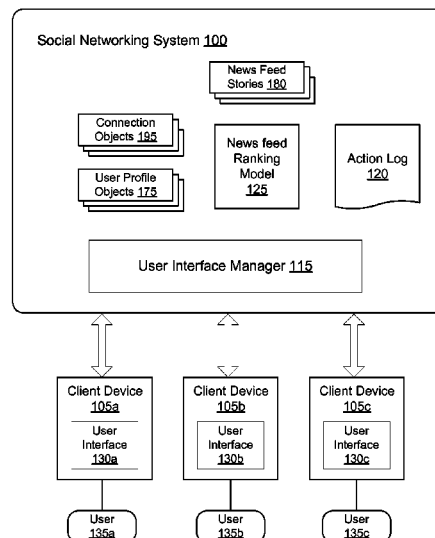 Social Networking System 100
News Feed
Stories 180
Connection
Objects 195
User Profile
Objects 175
News feed
Ranking
Model
125
Action Log
120
User Interface Manager 115
Client Device
105a
User
Interface
130a
User
135a
Client Device
105b
User
Interface
130b
User
135b
Client Device
105c
User
Interface
130c
User
135c